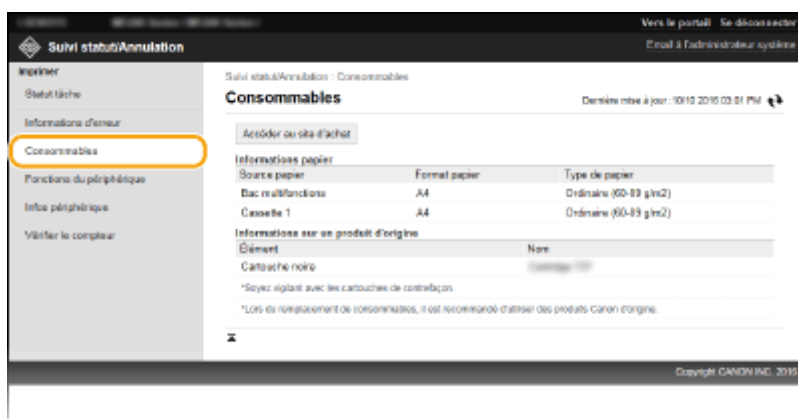 Vers le portail Se déconnecter
Suivi statut/Annulation
Email à l'administrateur système
Imprimer
Statut tâche
Informations d'erreur
Consommables
Fonctions du périphérique
Infos périphérique
Vérifier le compteur
Suivi statut/Annulation : Consommables
Consommables
Dernière mise à jour : 10/10 2016 03:01 PM
Accéder au site d'achat
Informations papier
Source papier Format papier Type de papier
Bac multifonctions A4 Ordinaire (60-89 g/m2)
Cassette 1 A4 Ordinaire (60-89 g/m2)
Informations sur un produit d'origine
Élément Nom
Cartouche noire
*Soyez vigilant avec les cartouches de contrefaçon.
*Lors du remplacement de consommables, il est recommandé d'utiliser des produits Canon d'origine.
Copyright CANON INC. 2016